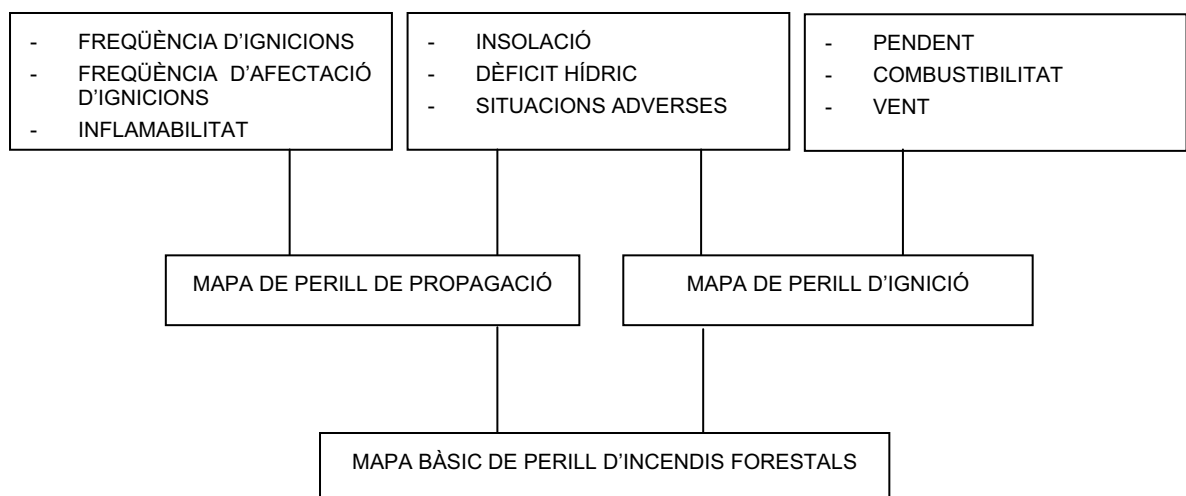 - FREQÜÈNCIA D'IGNICIONS
- FREQÜÈNCIA D'AFECTACIÓ
D'IGNICIONS
- INFLAMABILITAT
- INSOLACIÓ
- DÈFICIT HÍDRIC
- SITUACIONS ADVERSES
- PENDENT
- COMBUSTIBILITAT
- VENT
MAPA DE PERILL DE PROPAGACIÓ
MAPA DE PERILL D'IGNICIÓ
MAPA BÀSIC DE PERILL D'INCENDIS FORESTALS